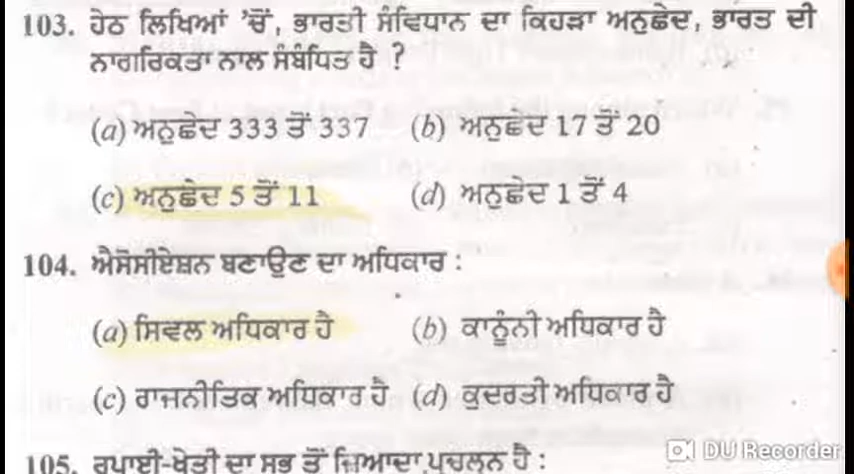 103. ਹੇਠ ਲਿਖਿਆਂ 'ਚੋਂ, ਭਾਰਤੀ ਸੰਵਿਧਾਨ ਦਾ ਕਿਹੜਾ ਅਨੁਛੇਦ, ਭਾਰਤ ਦੀ
ਨਾਗਰਿਕਤਾ ਨਾਲ ਸੰਬੰਧਿਤ ਹੈ ?
(a) ਅਨੁਛੇਦ 333 ਤੋਂ 337 (b) ਅਨੁਛੇਦ 17 ਤੋਂ 20
(c) ਅਨੁਛੇਦ 5 ਤੋਂ 11 (d) ਅਨੁਛੇਦ 1 ਤੋਂ 4
104. ਐਸੋਸੀਏਸ਼ਨ ਬਣਾਉਣ ਦਾ ਅਧਿਕਾਰ :
(a) ਸਿਵਲ ਅਧਿਕਾਰ ਹੈ (b) ਕਾਨੂੰਨੀ ਅਧਿਕਾਰ ਹੈ
(c) ਰਾਜਨੀਤਿਕ ਅਧਿਕਾਰ ਹੈ (d) ਕੁਦਰਤੀ ਅਧਿਕਾਰ ਹੈ
105. ਰੁਪਾਈ-ਖੇਤੀ ਦਾ ਸਭ ਤੋਂ ਜ਼ਿਆਦਾ ਪ੍ਰਚਲਨ ਹੈ :
DU Recorder